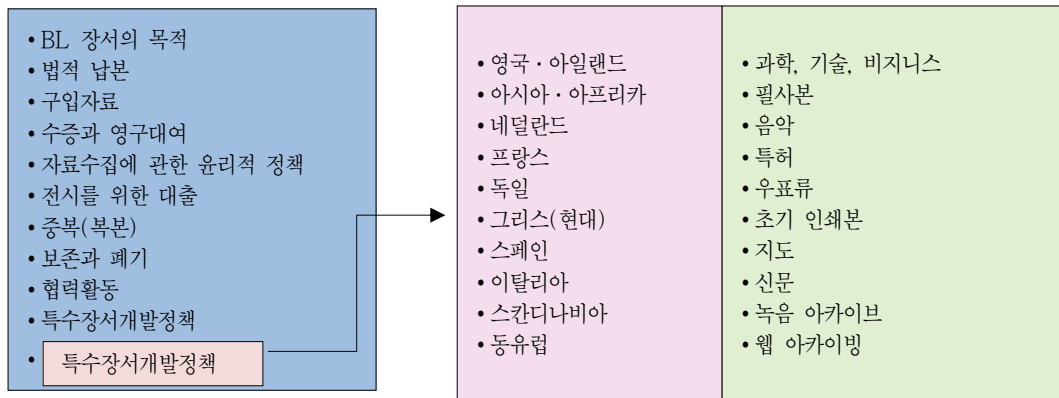 • BL 장서의 목적
• 법적 납본
• 구입자료
• 수증과 영구대여
• 자료수집에 관한 윤리적 정책
• 전시를 위한 대출
• 중복(복본)
• 보존과 폐기
• 협력활동
• 특수장서개발정책
• 특수장서개발정책
• 영국·아일랜드
• 아시아·아프리카
• 네덜란드
• 프랑스
• 독일
• 그리스(현대)
• 스페인
• 이탈리아
• 스칸디나비아
• 동유럽
• 과학, 기술, 비지니스
• 필사본
• 음악
• 특허
• 우표류
• 초기 인쇄본
• 지도
• 신문
• 녹음 아카이브
• 웹 아카이빙